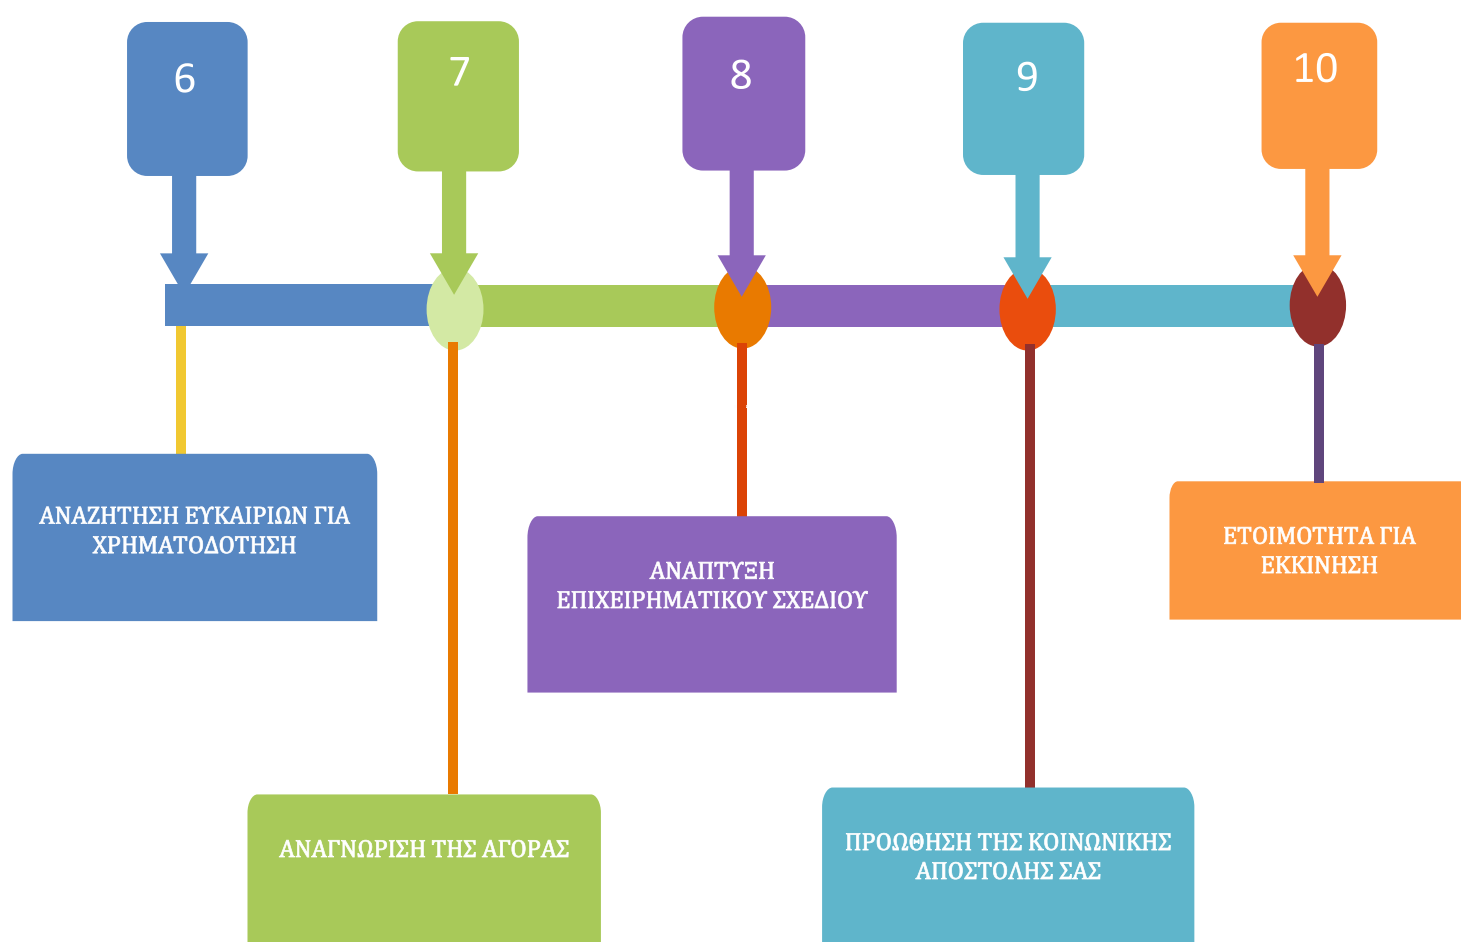 6
7
8
9
10
ΑΝΑΖΗΤΗΣΗ ΕΥΚΑΙΡΙΩΝ ΓΙΑ
ΧΡΗΜΑΤΟΔΟΤΗΣΗ
ΑΝΑΓΝΩΡΙΣΗ ΤΗΣ ΑΓΟΡΑΣ
ΑΝΑΠΤΥΞΗ
ΕΠΙΧΕΙΡΗΜΑΤΙΚΟΥ ΣΧΕΔΙΟΥ
ΠΡΟΩΘΗΣΗ ΤΗΣ ΚΟΙΝΩΝΙΚΗΣ
ΑΠΟΣΤΟΛΗΣ ΣΑΣ
ΕΤΟΙΜΟΤΗΤΑ ΓΙΑ
ΕΚΚΙΝΗΣΗ